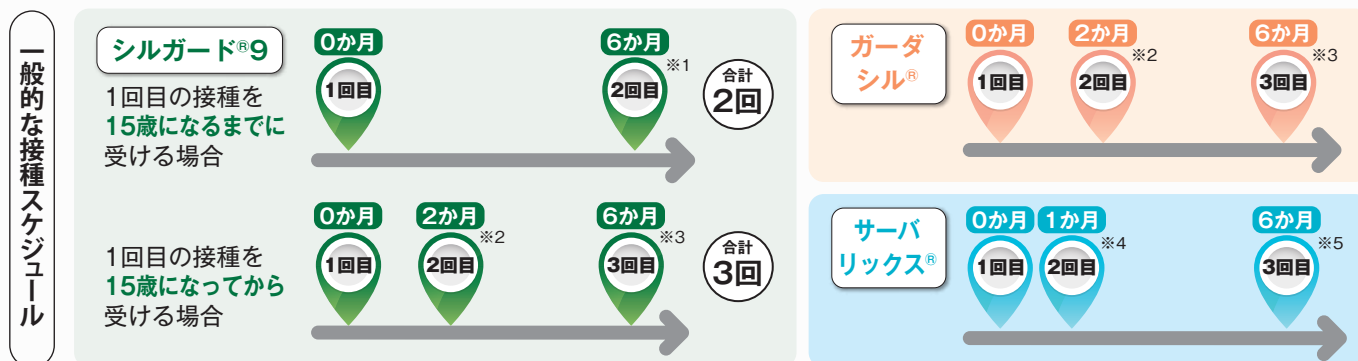 一般的な接種スケジュール
シルガード®9
1回目の接種を
15歳になるまでに
受ける場合
0か月
1回目
6か月
※1
2回目
合計
2回
1回目の接種を
15歳になってから
受ける場合
0か月
1回目
2か月
※2
2回目
6か月
※3
3回目
合計
3回
ガーダ
シル®
0か月
1回目
2か月
※2
2回目
6か月
※3
3回目
サーバ
リックス®
0か月
1回目
1か月
※4
2回目
6か月
※5
3回目